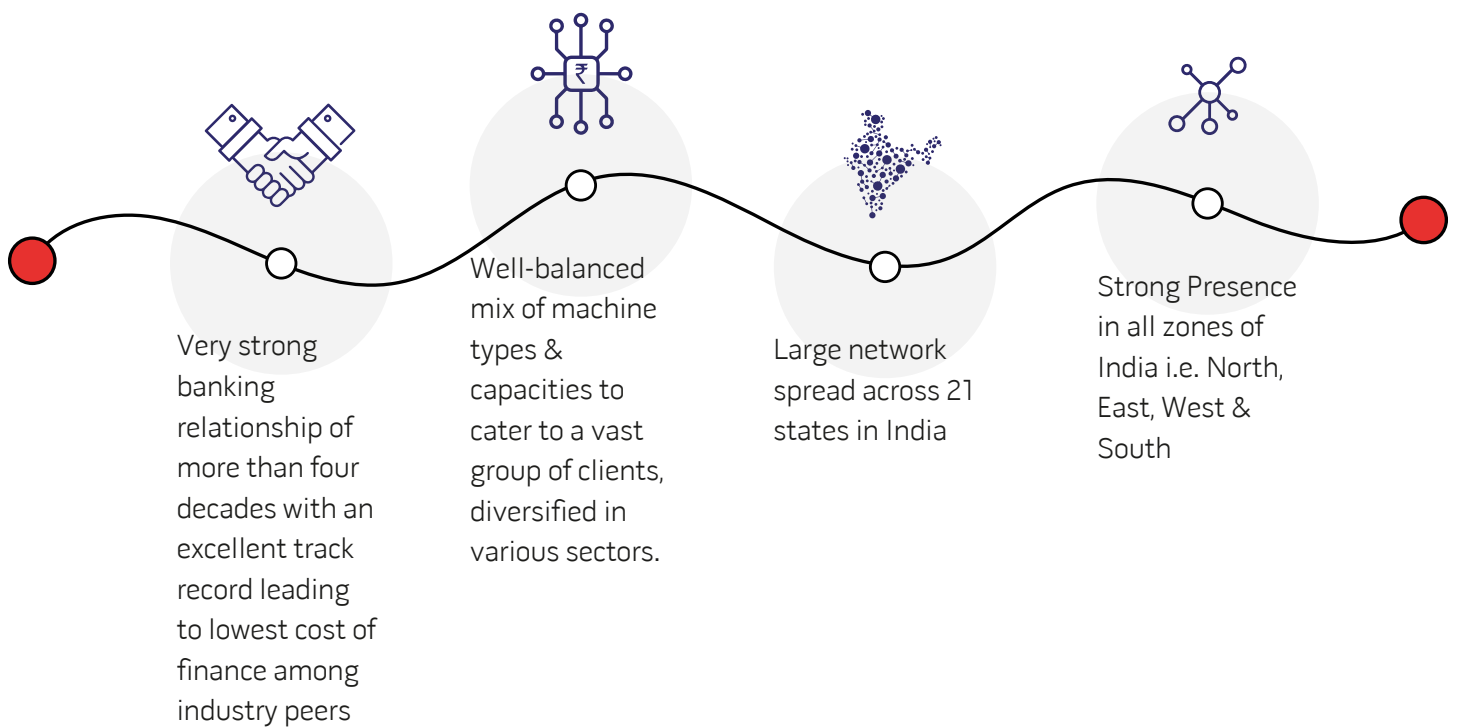 ₹
Very strong
banking
relationship of
more than four
decades with an
excellent track
record leading
to lowest cost of
finance among
industry peers
Well-balanced
mix of machine
types &
capacities to
cater to a vast
group of clients,
diversified in
various sectors.
Large network
spread across 21
states in India
Strong Presence
in all zones of
India i.e. North,
East, West &
South